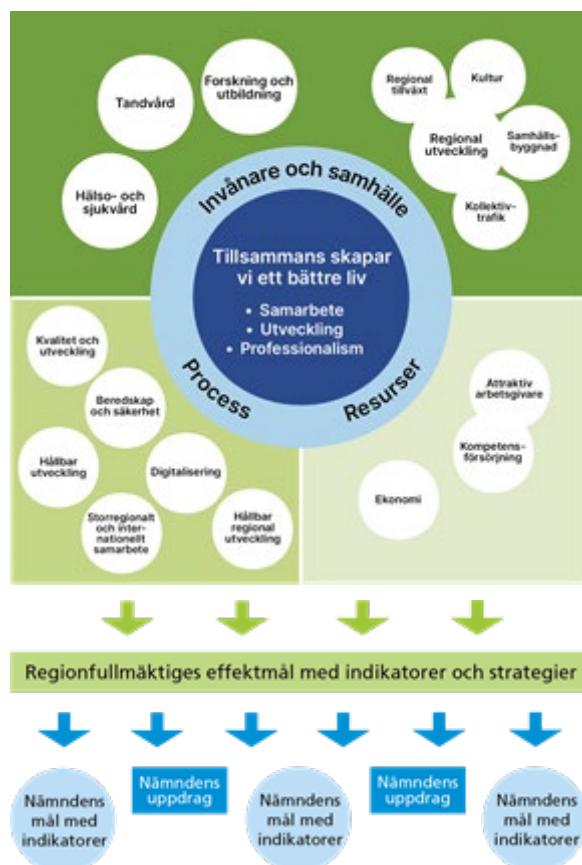 Forskning och
utbildning
Tandvård
Hälso- och
sjukvård
Regional
tillväxt
Kultur
Regional
utveckling
Samhälls-
byggnad
Kollektiv-
trafik
Invånare och samhälle
Tillsammans skapar
vi ett bättre liv
• Samarbete
• Utveckling
• Professionalism
Process
Resurser
Kvalitet och
utveckling
Beredskap
och säkerhet
Hållbar
utveckling
Digitalisering
Storregionalt
och inter-
nationellt
samarbete
Hållbar
regional
utveckling
Attraktiv
arbetsgivare
Kompetens-
försörjning
Ekonomi
Regionfullmäktiges effektmål med indikatorer och strategier
Nämndens
mål med
indikatorer
Nämndens
uppdrag
Nämndens
mål med
indikatorer
Nämndens
uppdrag
Nämndens
mål med
indikatorer